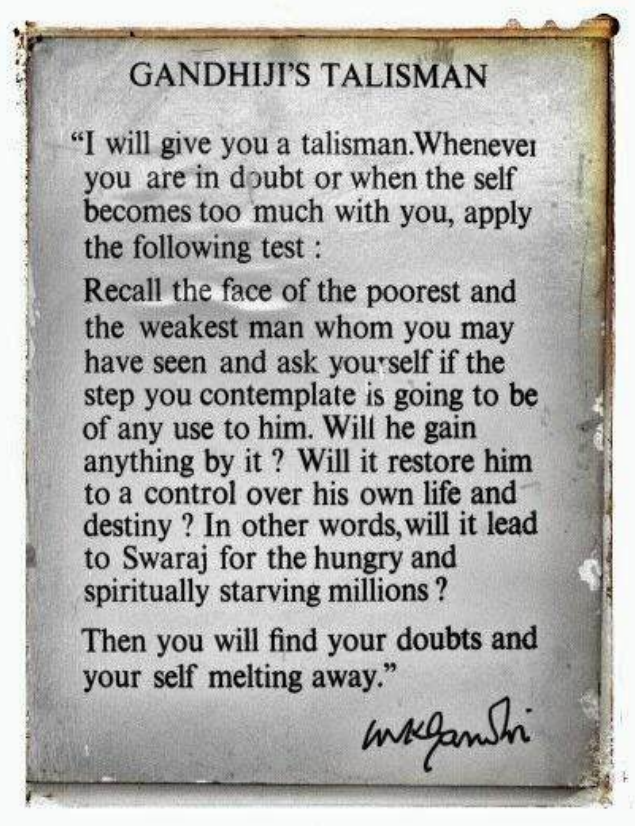 GANDHIJI'S TALISMAN
“I will give you a talisman.Whenever
you are in doubt or when the self
becomes too much with you, apply
the following test :
Recall the face of the poorest and
the weakest man whom you may
have seen and ask yourself if the
step you contemplate is going to be
of any use to him. Will he gain
anything by it ? Will it restore him
to a control over his own life and
destiny ? In other words,will it lead
to Swaraj for the hungry and
spiritually starving millions ?
Then you will find your doubts and
your self melting away.”
mkgandhi